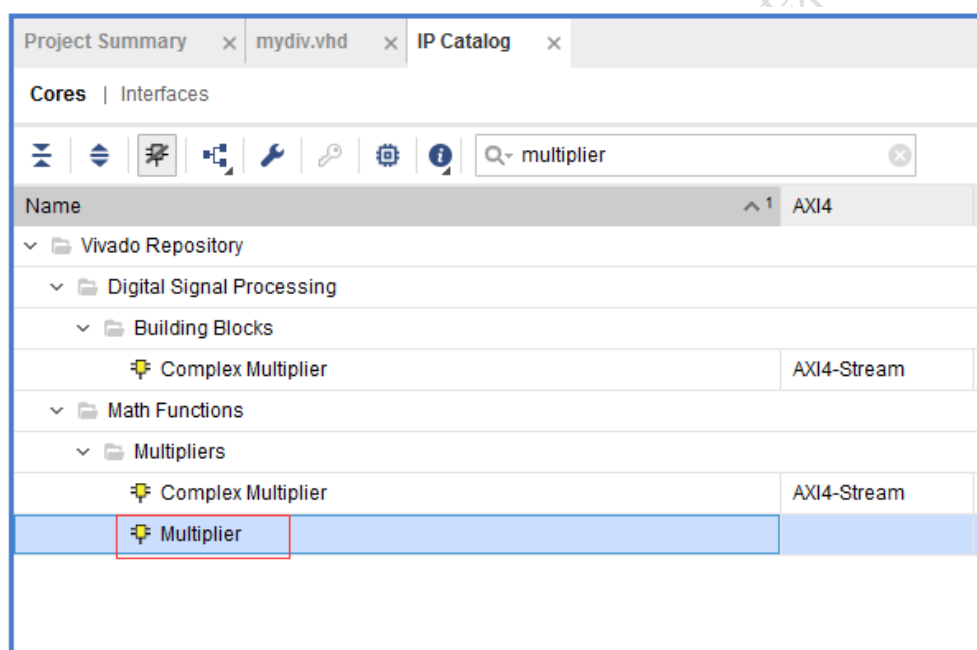 Project Summary × mydiv.vhd × IP Catalog ×
Cores | Interfaces
multiplier
Name 1 AXI4
Vivado Repository
Digital Signal Processing
Building Blocks
Complex Multiplier AXI4-Stream
Math Functions
Multipliers
Complex Multiplier AXI4-Stream
Multiplier